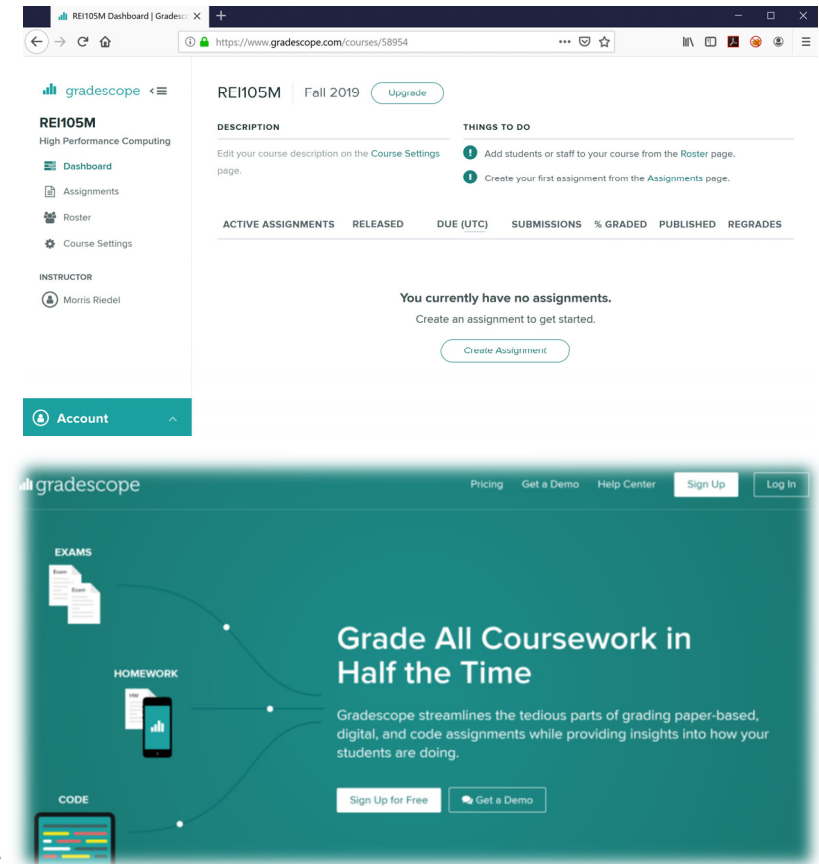 REI105M Dashboard | Gradesco
https://www.gradescope.com/courses/58954
gradescope
REI105M
High Performance Computing
Dashboard
Assignments
Roster
Course Settings
INSTRUCTOR
Morris Riedel
Account
REI105M Fall 2019 Upgrade
DESCRIPTION
Edit your course description on the Course Settings
page.
THINGS TO DO
Add students or staff to your course from the Roster page.
Create your first assignment from the Assignments page.
ACTIVE ASSIGNMENTS RELEASED DUE (UTC) SUBMISSIONS % GRADED PUBLISHED REGRADES
You currently have no assignments.
Create an assignment to get started.
Create Assignment
gradescope
Pricing Get a Demo Help Center Sign Up Log In
EXAMS
Exam
Exam
HOMEWORK
HW
CODE
Grade All Coursework in
Half the Time
Gradescope streamlines the tedious parts of grading paper-based,
digital, and code assignments while providing insights into how your
students are doing.
Sign Up for Free Get a Demo